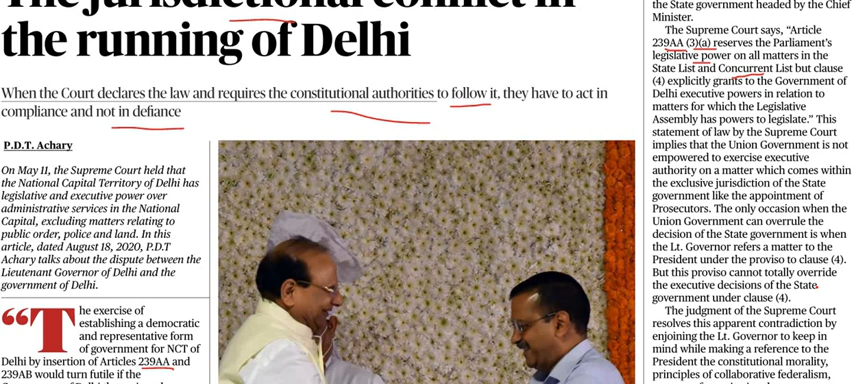 The jurisdictional conflict in
the running of Delhi
When the Court declares the law and requires the constitutional authorities to follow it, they have to act in
compliance and not in defiance
P.D.T. Achary
On May 11, the Supreme Court held that
the National Capital Territory of Delhi has
legislative and executive power over
administrative services in the National
Capital, excluding matters relating to
public order, police and land. In this
article, dated August 18, 2020, P.D.T
Achary talks about the dispute between the
Lieutenant Governor of Delhi and the
government of Delhi.
“The exercise of
establishing a democratic
and representative form
of government for NCT of
Delhi by insertion of Articles 239AA and
239AB would turn futile if the
the State government headed by the Chief
Minister.
The Supreme Court says, “Article
239AA (3)(a) reserves the Parliament's
legislative power on all matters in the
State List and Concurrent List but clause
(4) explicitly grants to the Government of
Delhi executive powers in relation to
matters for which the Legislative
Assembly has powers to legislate.” This
statement of law by the Supreme Court
implies that the Union Government is not
empowered to exercise executive
authority on a matter which comes within
the exclusive jurisdiction of the State
government like the appointment of
Prosecutors. The only occasion when the
Union Government can overrule the
decision of the State government is when
the Lt. Governor refers a matter to the
President under the proviso to clause (4).
But this proviso cannot totally override
the executive decisions of the State
government under clause (4).
The judgment of the Supreme Court
resolves this apparent contradiction by
enjoining the Lt. Governor to keep in
mind while making a reference to the
President the constitutional morality,
principles of collaborative federalism,